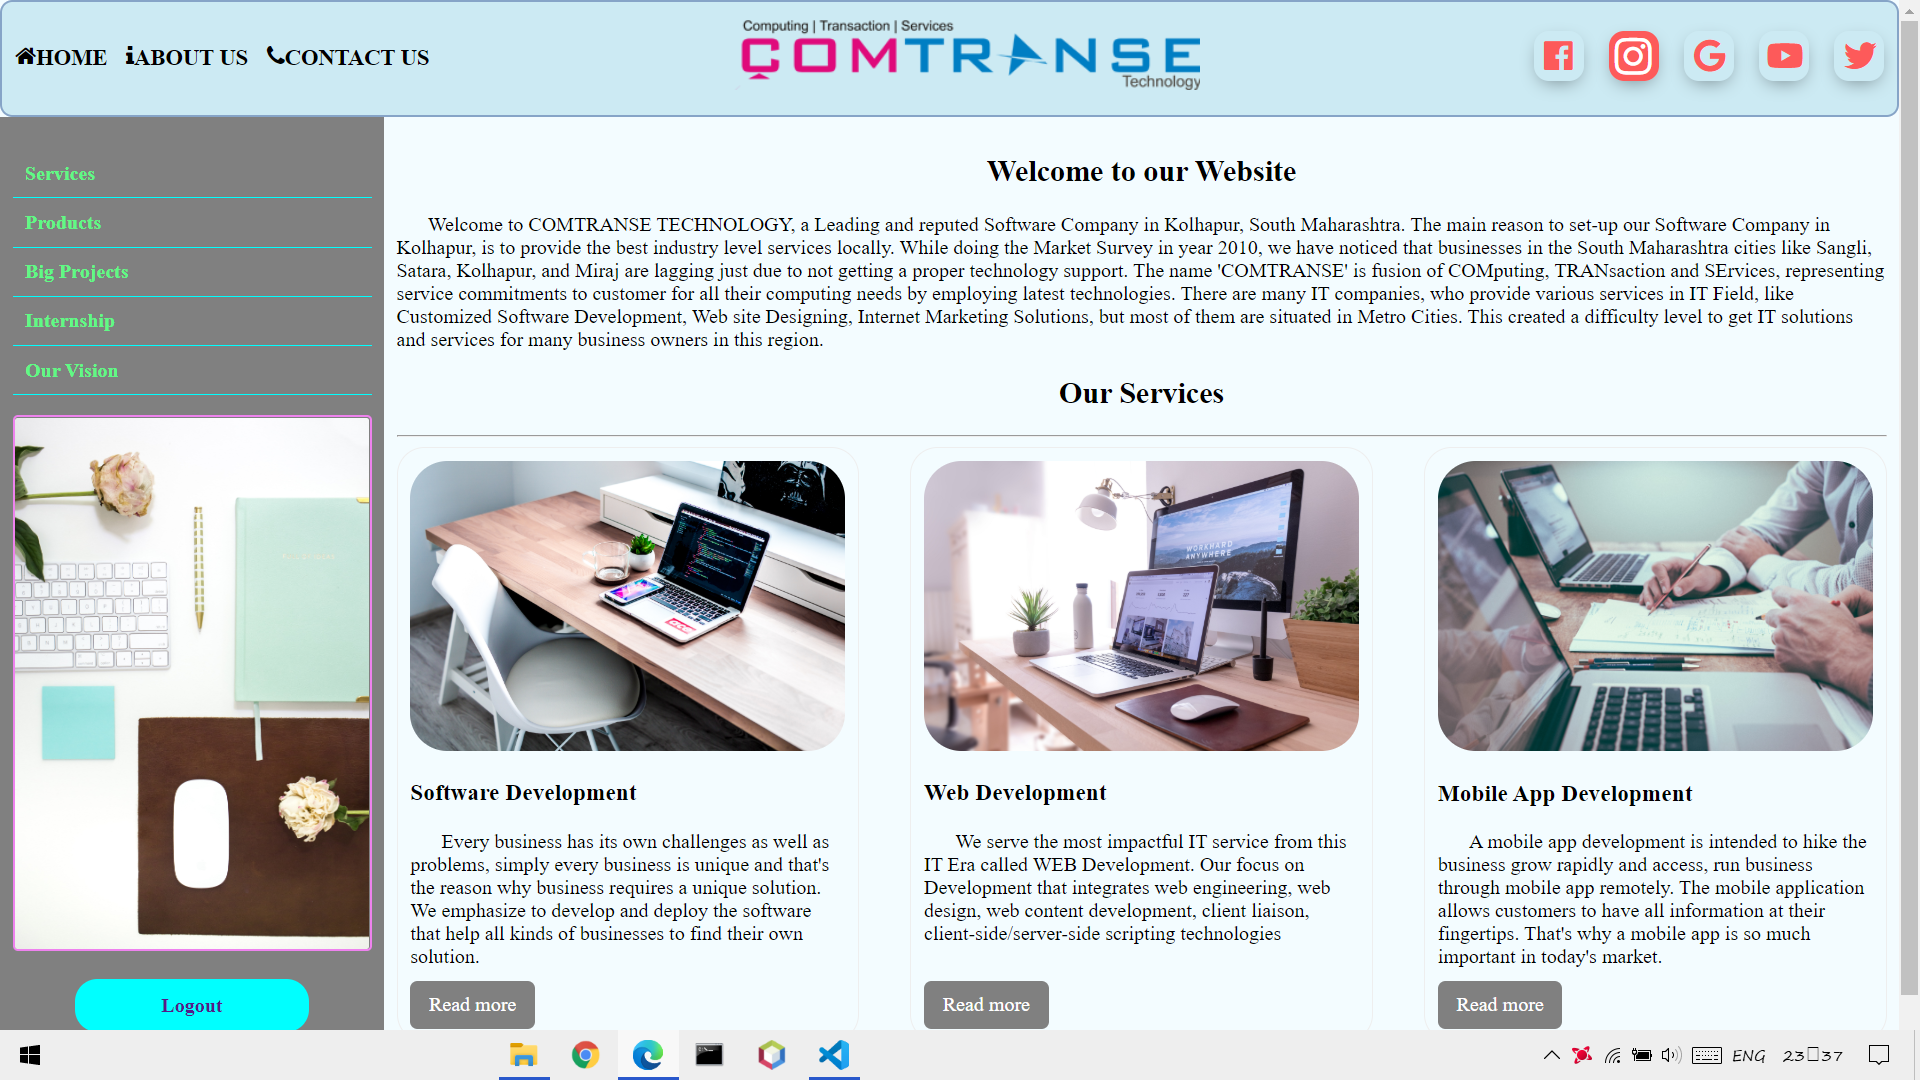 HOME ABOUT US CONTACT US
Computing | Transaction | Services
COMTRANSE
Technology
Services
Products
Big Projects
Internship
Our Vision
Logout
Welcome to our Website
Welcome to COMTRANSE TECHNOLOGY, a Leading and reputed Software Company in Kolhapur, South Maharashtra. The main reason to set-up our Software Company in
Kolhapur, is to provide the best industry level services locally. While doing the Market Survey in year 2010, we have noticed that businesses in the South Maharashtra cities like Sangli,
Satara, Kolhapur, and Miraj are lagging just due to not getting a proper technology support. The name 'COMTRANSE' is fusion of COMputing, TRANsaction and SErvices, representing
service commitments to customer for all their computing needs by employing latest technologies. There are many IT companies, who provide various services in IT Field, like
Customized Software Development, Web site Designing, Internet Marketing Solutions, but most of them are situated in Metro Cities. This created a difficulty level to get IT solutions
and services for many business owners in this region.
Our Services
WORKHARD
ANYWHERE
Software Development
Every business has its own challenges as well as
problems, simply every business is unique and that's
the reason why business requires a unique solution.
We emphasize to develop and deploy the software
that help all kinds of businesses to find their own
solution.
Read more
Web Development
We serve the most impactful IT service from this
IT Era called WEB Development. Our focus on
Development that integrates web engineering, web
design, web content development, client liaison,
client-side/server-side scripting technologies
Read more
Mobile App Development
A mobile app development is intended to hike the
business grow rapidly and access, run business
through mobile app remotely. The mobile application
allows customers to have all information at their
fingertips. That's why a mobile app is so much
important in today's market.
Read more
ENG 23 37